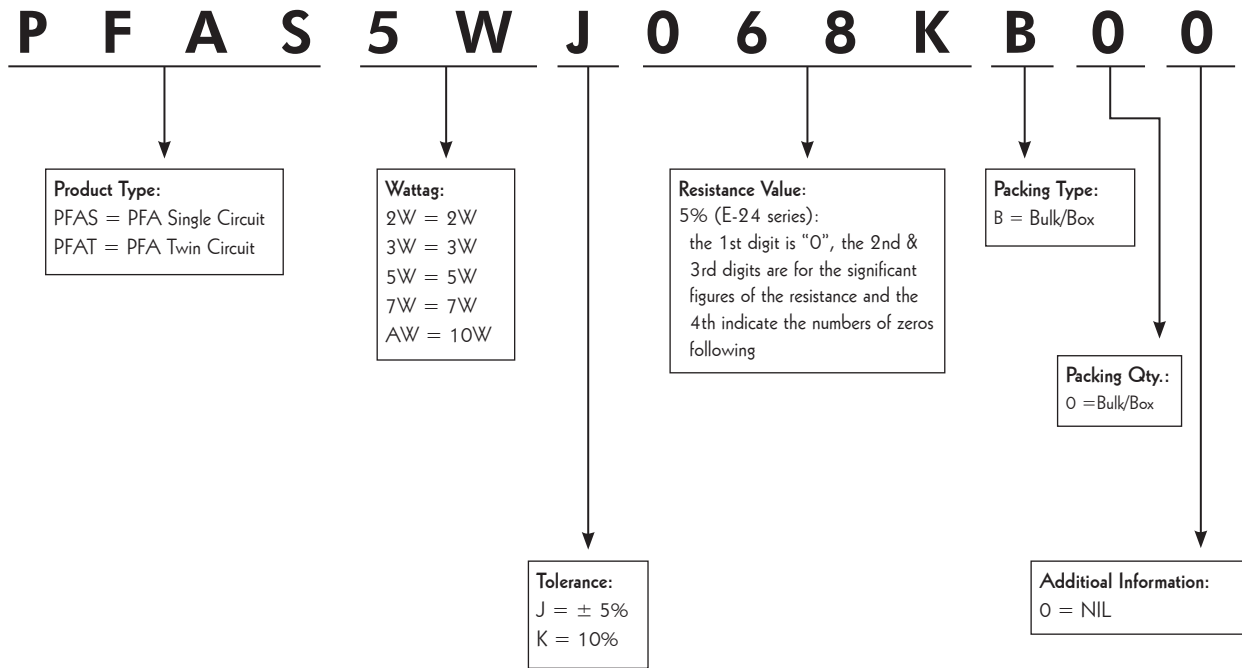 P F A S 5 W J 0 6 8 K B 0 0
Product Type:
PFAS = PFA Single Circuit
PFAT = PFA Twin Circuit
Wattag:
2W = 2W
3W = 3W
5W = 5W
7W = 7W
AW = 10W
Resistance Value:
5% (E-24 series):
the 1st digit is “0”, the 2nd &
3rd digits are for the significant
figures of the resistance and the
4th indicate the numbers of zeros
following
Packing Type:
B = Bulk/Box
Packing Qty.:
0 =Bulk/Box
Tolerance:
J = ± 5%
K = 10%
Additioal Information:
0 = NIL